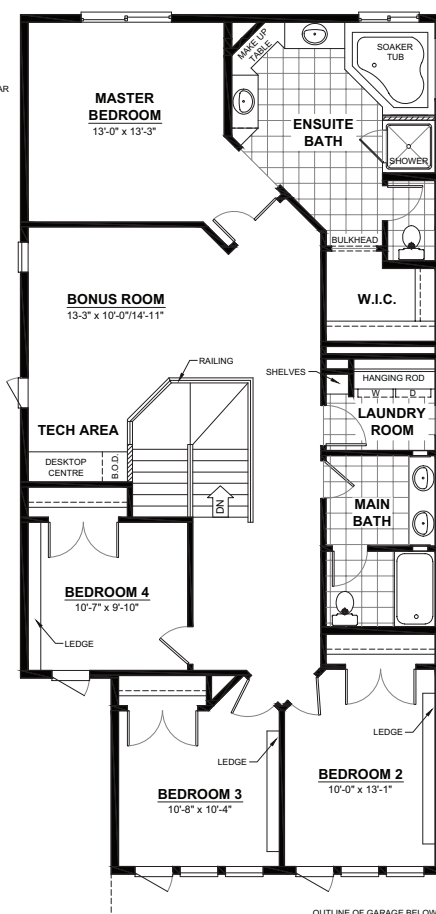 MAKE UP
TABLE
SOAKER
TUB
AR
MASTER
BEDROOM
13'-0" x 13'-3"
ENSUITE
BATH
SHOWER
BULKHEAD
W.I.C.
BONUS ROOM
13-3" x 10'-0"/14'-11"
RAILING
SHELVES
HANGING ROD
W
D
LAUNDRY
ROOM
TECH AREA
DESKTOP
CENTRE
B.O.D.
DN
MAIN
BATH
BEDROOM 4
10'-7" x 9'-10"
LEDGE
LEDGE
LEDGE
BEDROOM 3
10'-8" x 10'-4"
BEDROOM 2
10'-0" x 13'-1"
OUTLINE OF GARAGE BELOW